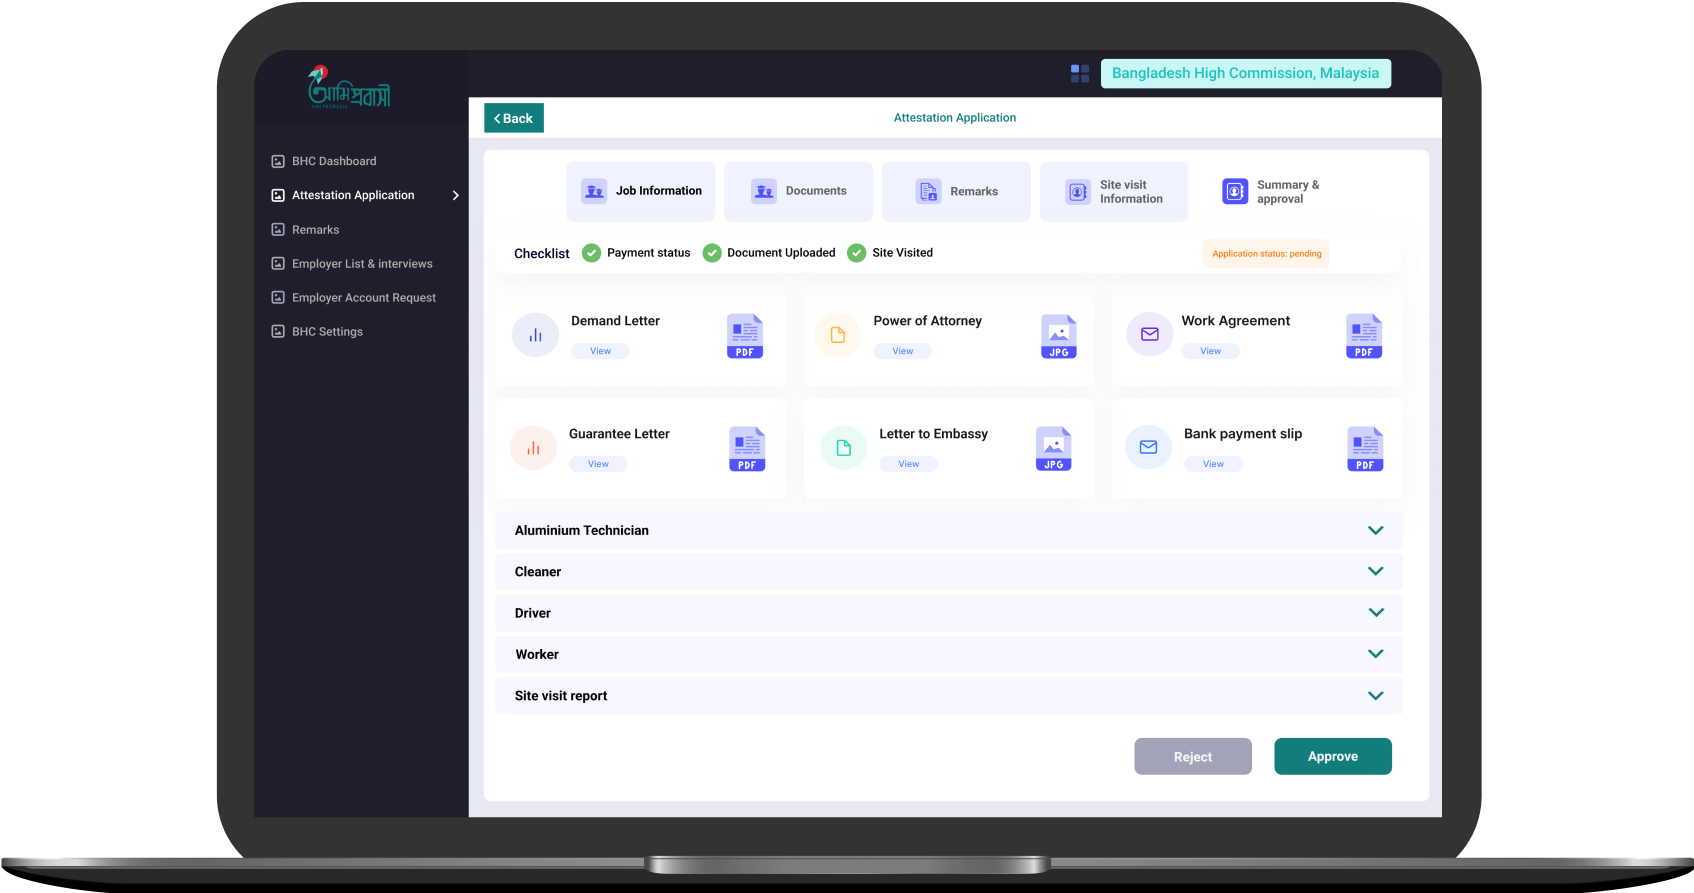 আমি প্রবাসী
AMI PROBASHI
Bangladesh High Commission, Malaysia
Back
Attestation Application
BHC Dashboard
Attestation Application
Remarks
Employer List & interviews
Employer Account Request
BHC Settings
Job Information
Documents
Remarks
Site visit
Information
Summary &
approval
Checklist
Payment status
Document Uploaded
Site Visited
Application status: pending
Demand Letter
View
PDF
Power of Attorney
View
JPG
Work Agreement
View
PDF
Guarantee Letter
View
PDF
Letter to Embassy
View
JPG
Bank payment slip
View
PDF
Aluminium Technician
Cleaner
Driver
Worker
Site visit report
Reject
Approve